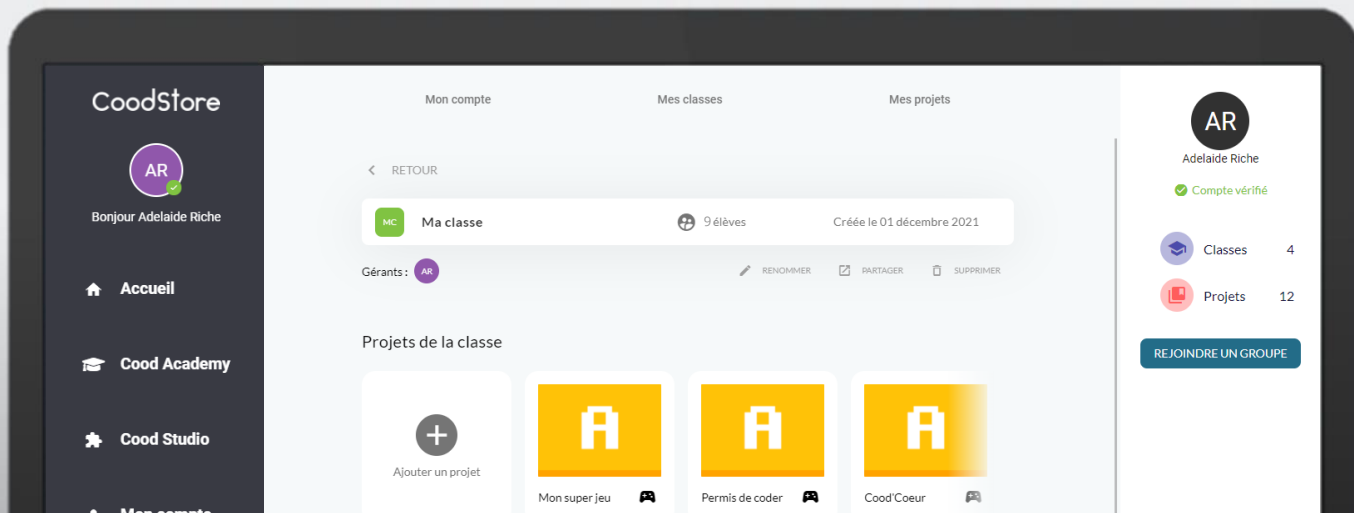 CoodStore
AR
Bonjour Adelaide Riche
Accueil
Cood Academy
Cood Studio
Mon compte
Mon compte Mes classes Mes projets
RETOUR
MC Ma classe 9 élèves Créée le 01 décembre 2021
Gérants : AR RENOMMER PARTAGER SUPPRIMER
Projets de la classe
Ajouter un projet
A
Mon super jeu
A
Permis de coder
A
Cood'Coeur
AR
Adelaide Riche
Compte vérifié
Classes 4
Projets 12
REJOINDRE UN GROUPE